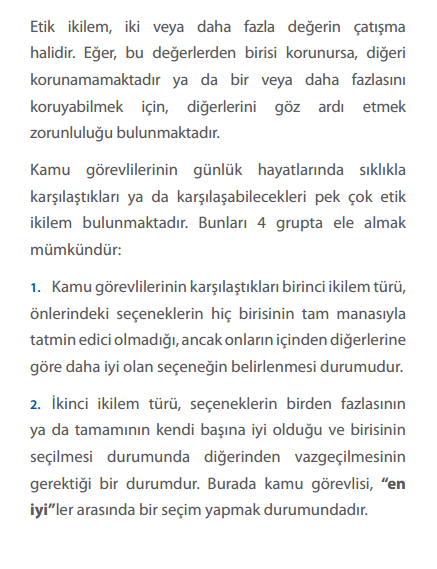 Etik ikilem, iki veya daha fazla değerin çatışma
halidir. Eğer, bu değerlerden birisi korunursa, diğeri
korunamamaktadır ya da bir veya daha fazlasını
koruyabilmek için, diğerlerini göz ardı etmek
zorunluluğu bulunmaktadır.
Kamu görevlilerinin günlük hayatlarında sıklıkla
karşılaştıkları ya da karşılaşabilecekleri pek çok etik
ikilem bulunmaktadır. Bunları 4 grupta ele almak
mümkündür:
1. Kamu görevlilerinin karşılaştıkları birinci ikilem türü,
önlerindeki seçeneklerin hiç birisinin tam manasıyla
tatmin edici olmadığı, ancak onların içinden diğerlerine
göre daha iyi olan seçeneğin belirlenmesi durumudur.
2. İkinci ikilem türü, seçeneklerin birden fazlasının
ya da tamamının kendi başına iyi olduğu ve birisinin
seçilmesi durumunda diğerinden vazgeçilmesinin
gerektiği bir durumdur. Burada kamu görevlisi, “en
iyi”ler arasında bir seçim yapmak durumundadır.